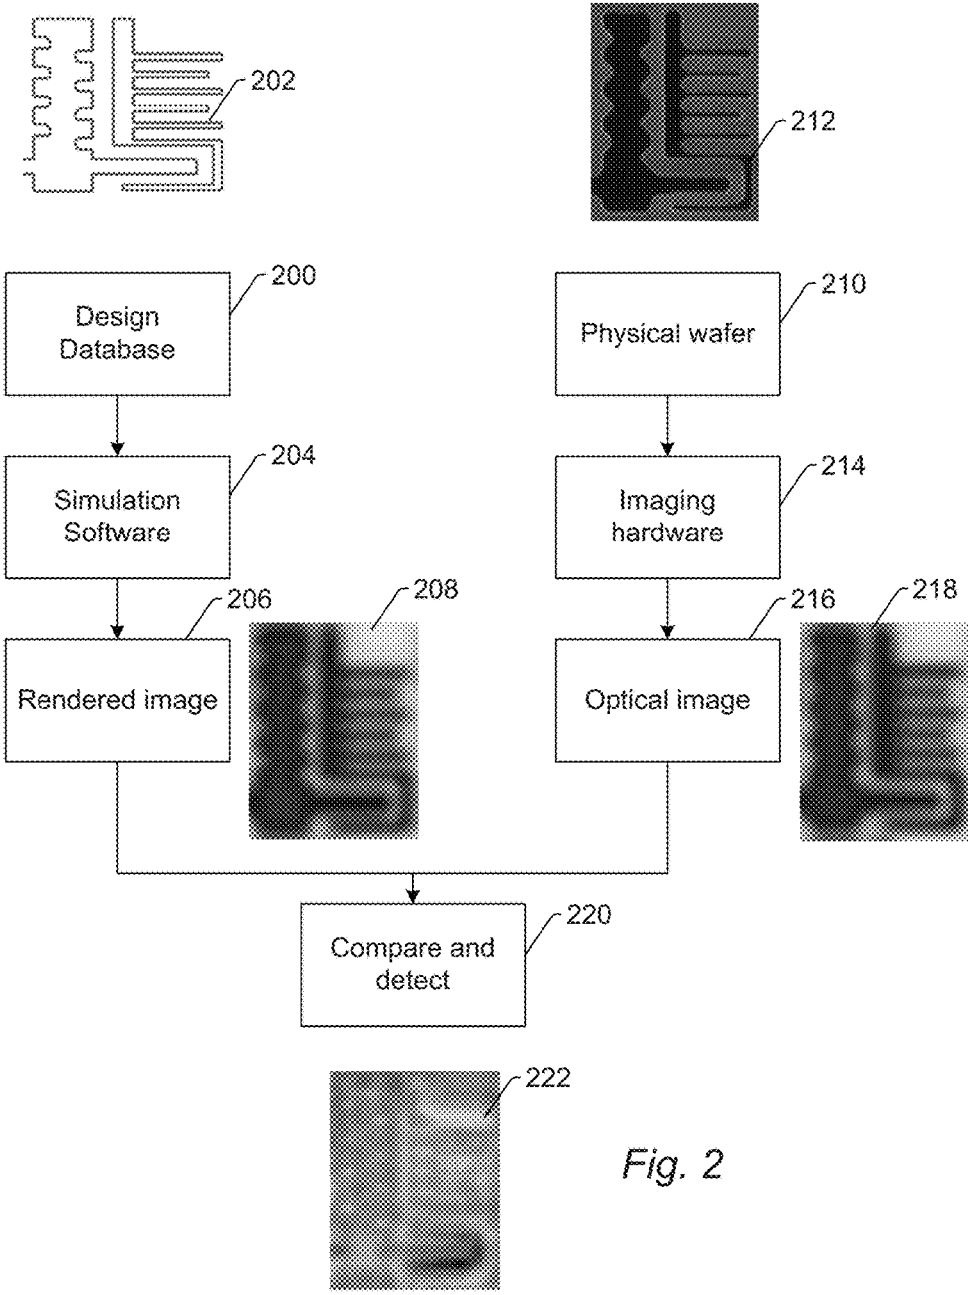 202
212
200
Design
Database
210
Physical wafer
204
Simulation
Software
214
Imaging
hardware
206
208
Rendered image
216
218
Optical image
220
Compare and
detect
222
Fig. 2